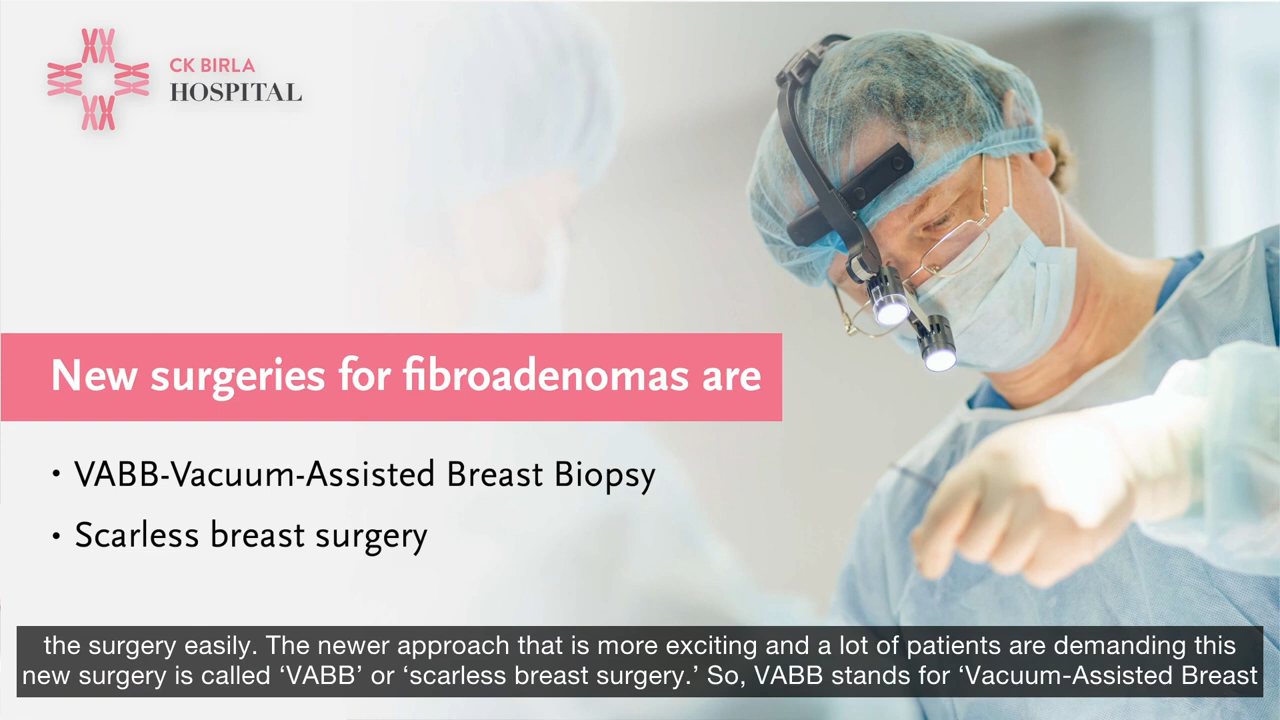 CK BIRLA
HOSPITAL
New surgeries for fibroadenomas are
• VABB-Vacuum-Assisted Breast Biopsy
• Scarless breast surgery
the surgery easily. The newer approach that is more exciting and a lot of patients are demanding this
new surgery is called ‘VABB’ or ‘scarless breast surgery.’ So, VABB stands for ‘Vacuum-Assisted Breast